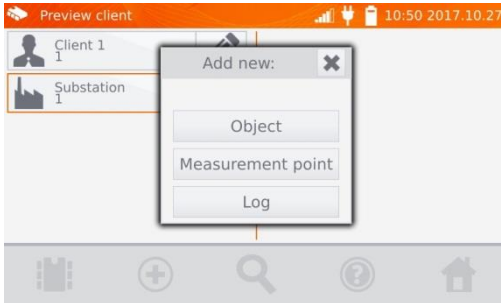 Preview client
10:50 2017.10.27
Client 1
1
Substation
1
Add new:
Object
Measurement point
Log